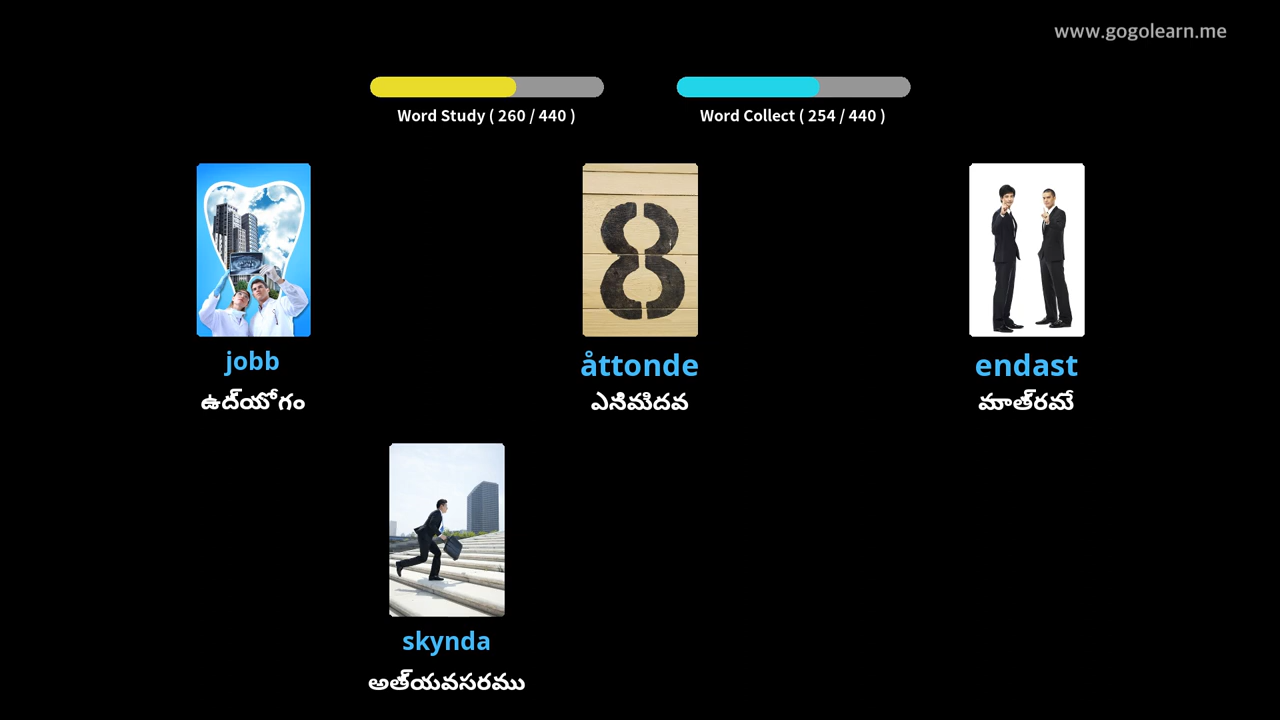 www.gogolearn.me
Word Study ( 260 / 440 )
Word Collect ( 254 / 440 )
8
jobb
åttonde
endast
ఉద్యోగం
ఎనిమిదవ
మాత్రమే
skynda
అత్యవసరము